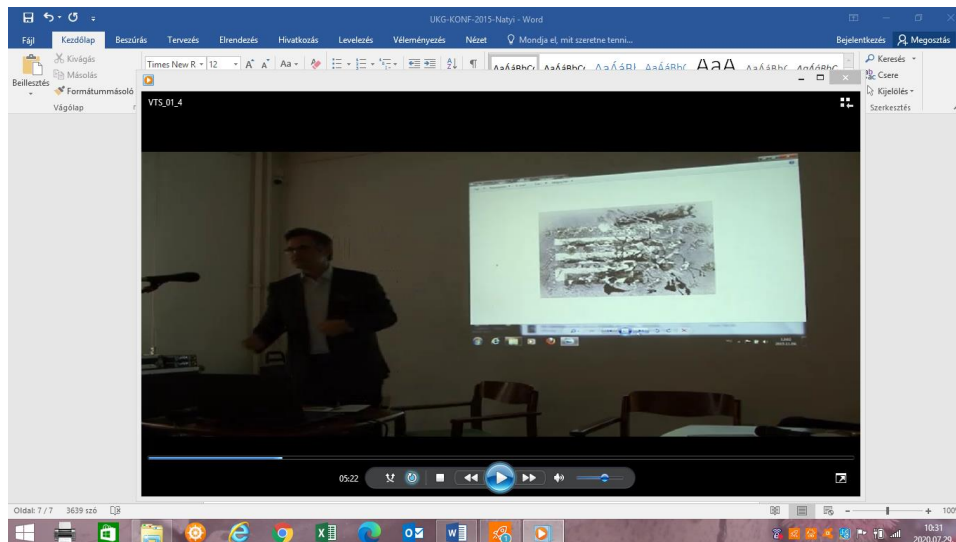 UKG-KONF-2015-Natyi - Word
Fájl Kezdőlap Beszúrás Tervezés Elrendezés Hivatkozás Levelezés Véleményezés Nézet Mondja el, mit szeretne tenni... Bejelentkezés Megosztás
Kivágás
Másolás
Formátummásoló
Beillesztés
Vágólap
Times New R 12
Keresés
Csere
Kijelölés
Szerkesztés
VTS_01_4
05:22
Oldal: 7 / 7 3639 szó
10:31
2020.07.29.